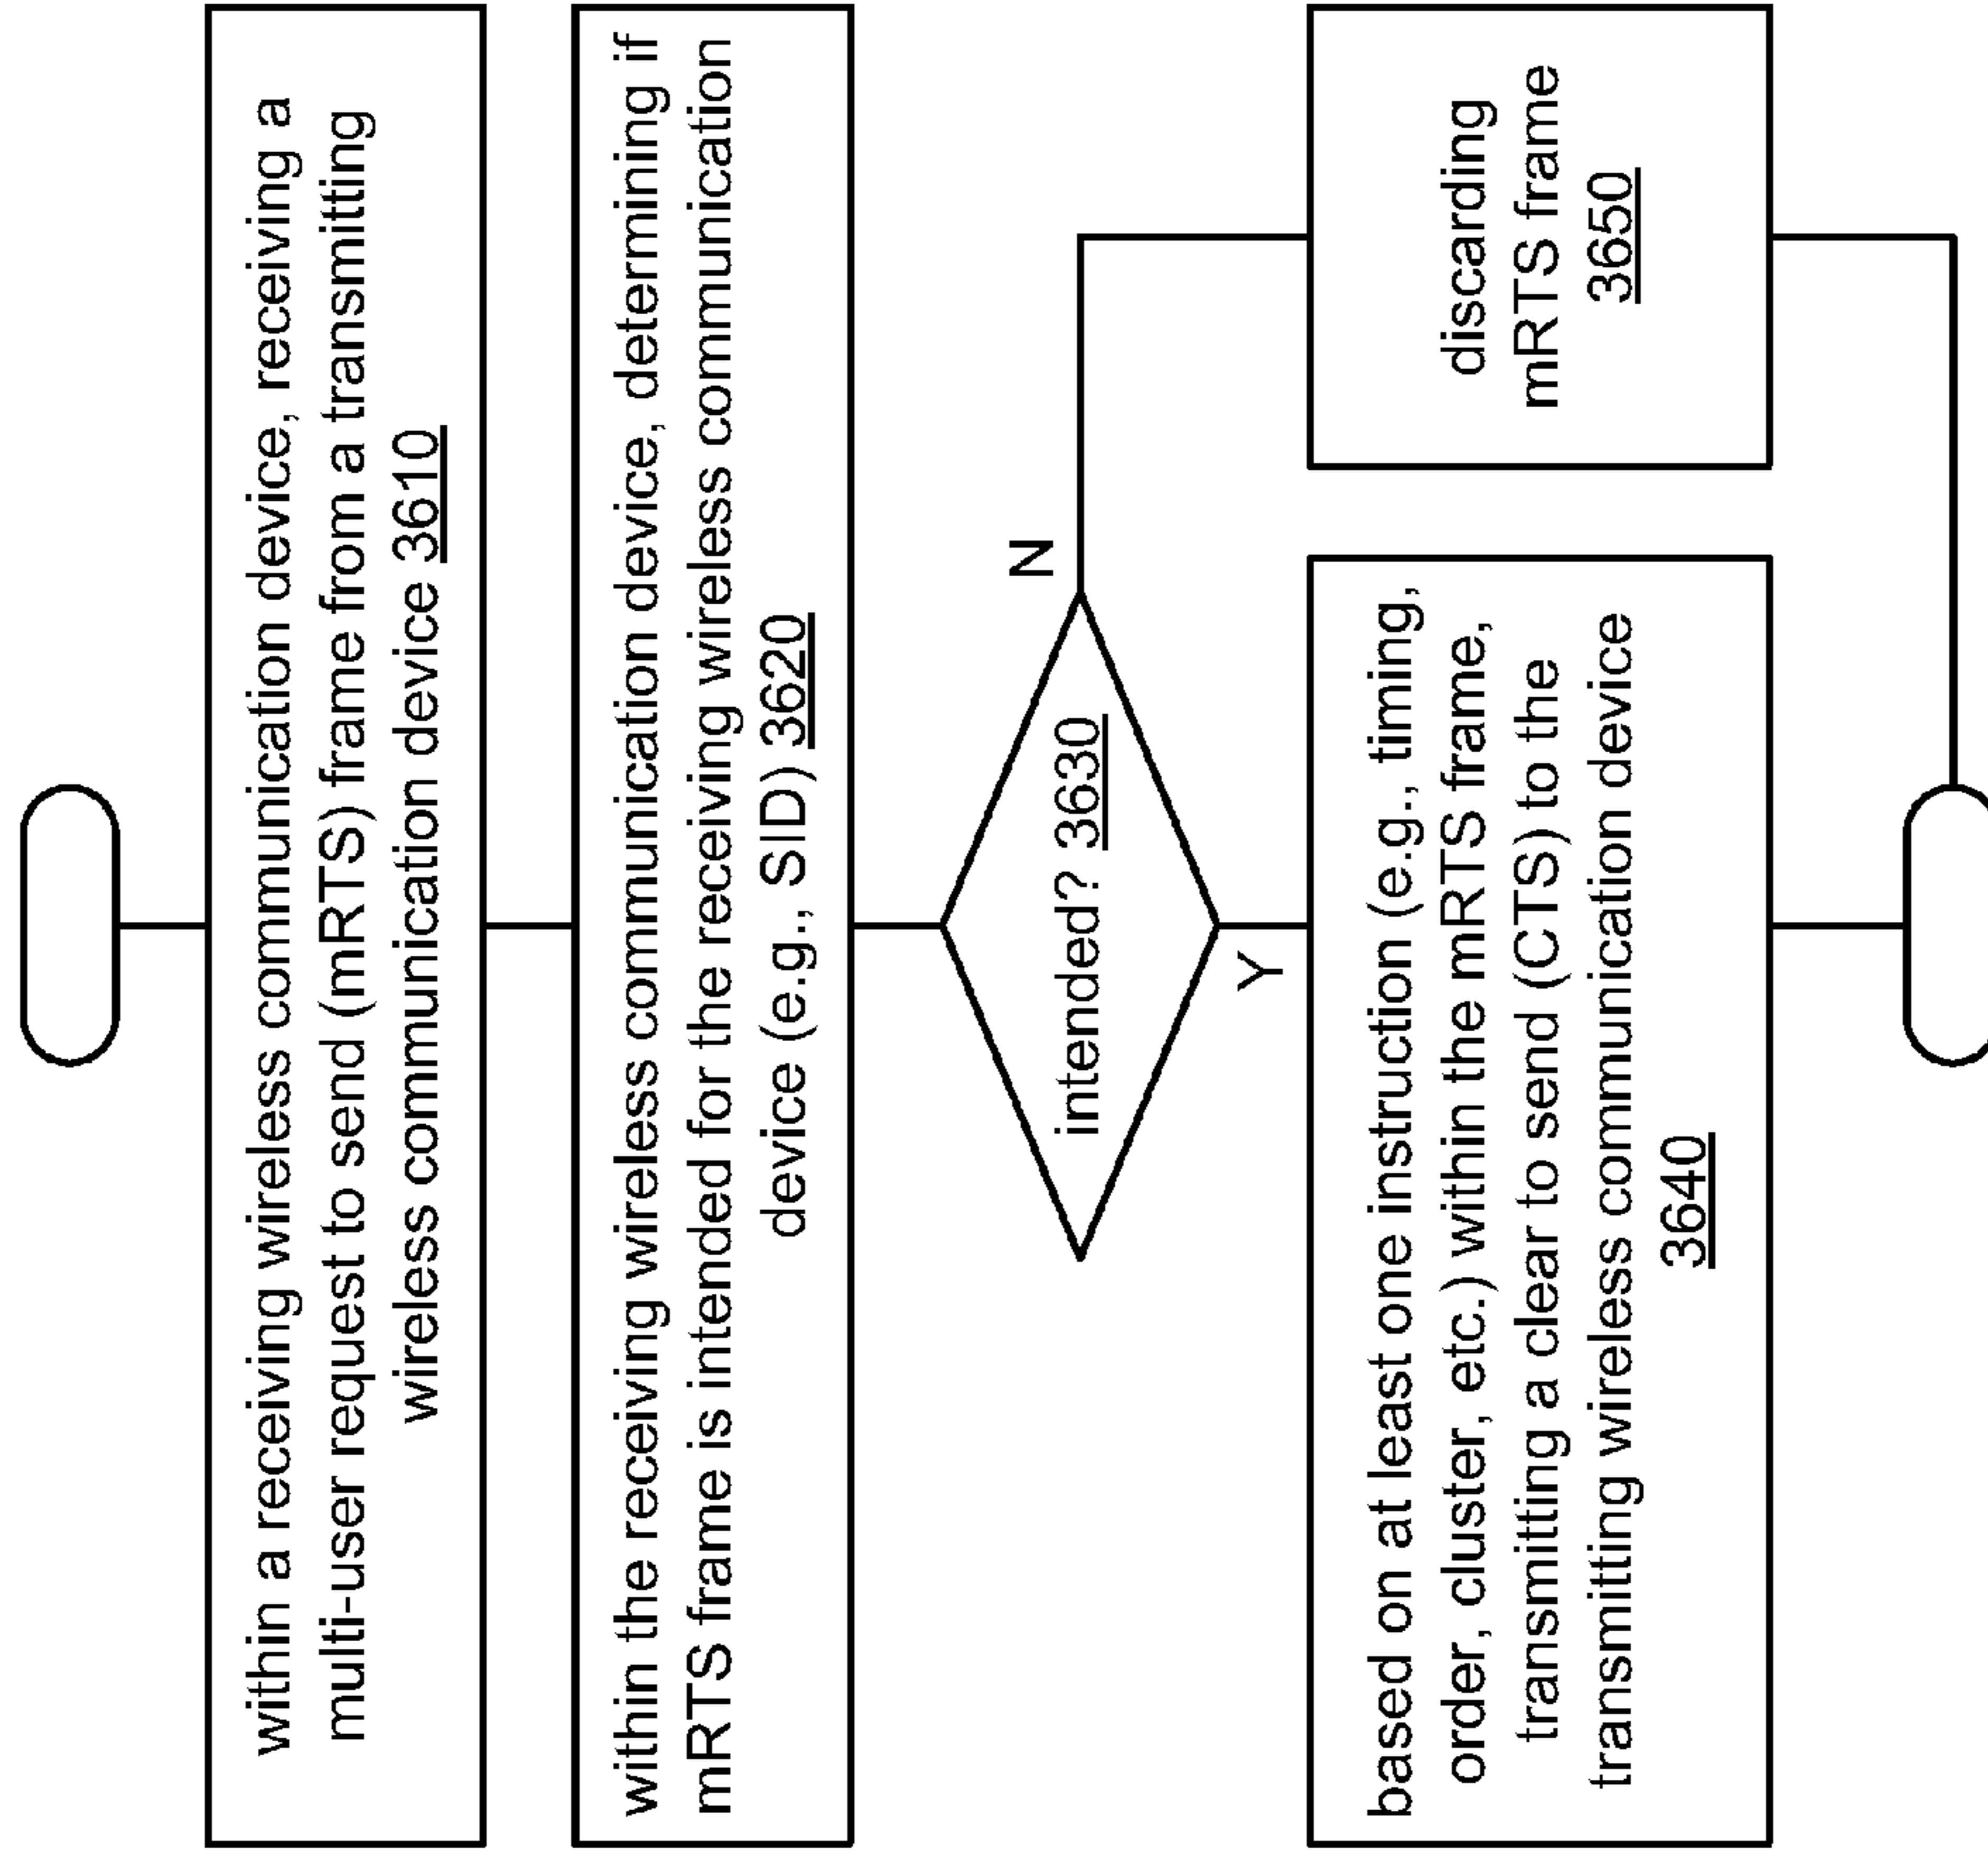 within a receiving wireless communication device, receiving a
multi-user request to send (mRTS) frame from a transmitting
wireless communication device 3610
within the receiving wireless communication device, determining if
mRTS frame is intended for the receiving wireless communication
device (e.g., SID) 3620
intended? 3630
N
Y
based on at least one instruction (e.g., timing,
order, cluster, etc.) within the mRTS frame,
transmitting a clear to send (CTS) to the
transmitting wireless communication device
3640
discarding
mRTS frame
3650